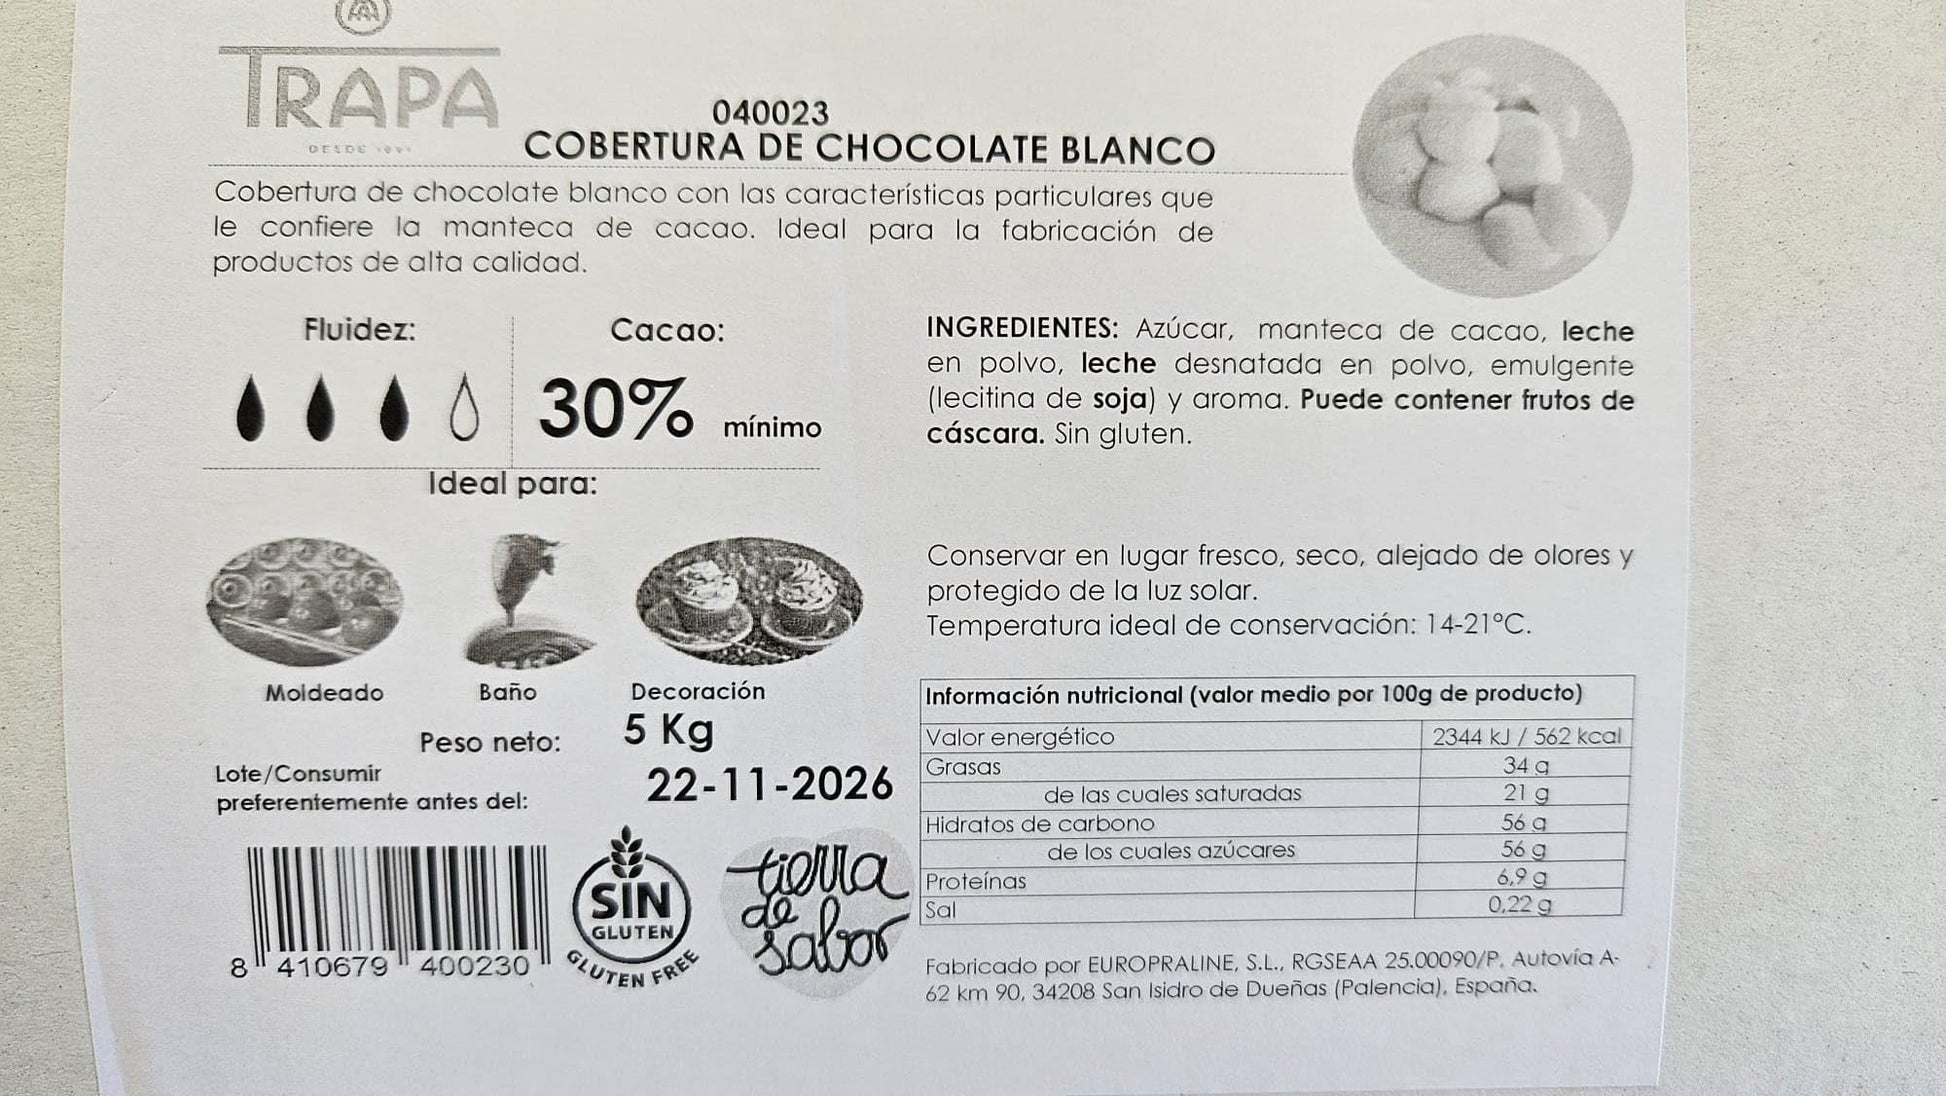 TRAPA
DESDE 1891
040023
COBERTURA DE CHOCOLATE BLANCO
Cobertura de chocolate blanco con las características particulares que
le confiere la manteca de cacao. Ideal para la fabricación de
productos de alta calidad.
Fluidez:
Cacao:
30% mínimo
Ideal para:
Moldeado
Baño
Decoración
Peso neto: 5 Kg
Lote/Consumir
preferentemente antes del: 22-11-2026
8 410679 400230
SIN
GLUTEN
GLUTEN FREE
tierra
de
sabor
INGREDIENTES: Azúcar, manteca de cacao, leche
en polvo, leche desnatada en polvo, emulgente
(lecitina de soja) y aroma. Puede contener frutos de
cáscara. Sin gluten.
Conservar en lugar fresco, seco, alejado de olores y
protegido de la luz solar.
Temperatura ideal de conservación: 14-21°C.
Información nutricional (valor medio por 100g de producto)
Valor energético 2344 kJ / 562 kcal
Grasas 34 g
de las cuales saturadas 21 g
Hidratos de carbono 56 g
de los cuales azúcares 56 g
Proteínas 6,9 g
Sal 0,22 g
Fabricado por EUROPRALINE, S.L., RGSEAA 25.00090/P. Autovía A-
62 km 90, 34208 San Isidro de Dueñas (Palencia), España.